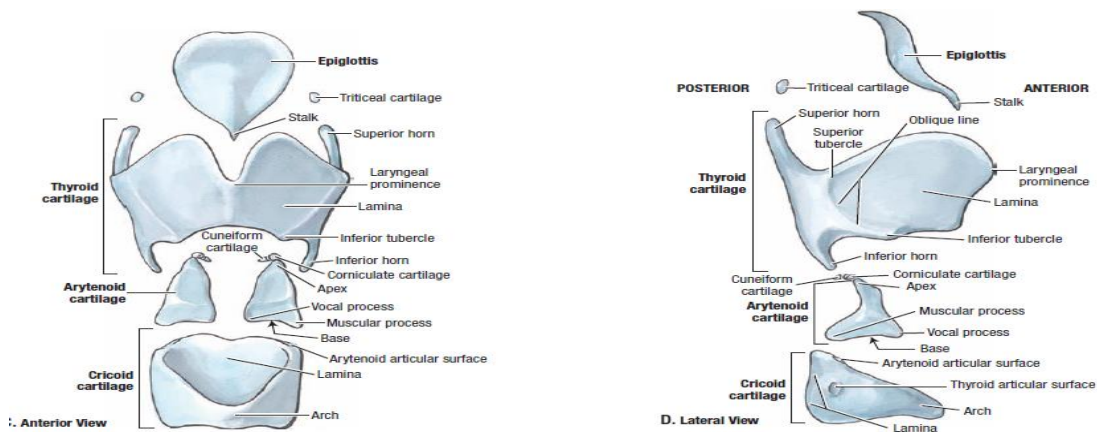 Epiglottis
Triticeal cartilage
Stalk
Superior horn
Thyroid
cartilage
Laryngeal
prominence
Lamina
Cuneiform
cartilage
Inferior tubercle
Inferior horn
Corniculate cartilage
Apex
Arytenoid
cartilage
Vocal process
Muscular process
Base
Arytenoid articular surface
Cricoid
cartilage
Lamina
Arch
C. Anterior View
Epiglottis
POSTERIOR
Triticeal cartilage
ANTERIOR
Stalk
Superior horn
Oblique line
Superior
tubercle
Thyroid
cartilage
Laryngeal
prominence
Lamina
Inferior tubercle
Inferior horn
Cuneiform
cartilage
Corniculate cartilage
Apex
Arytenoid
cartilage
Muscular process
Vocal process
Base
Arytenoid articular surface
Cricoid
cartilage
Thyroid articular surface
Arch
D. Lateral View
Lamina